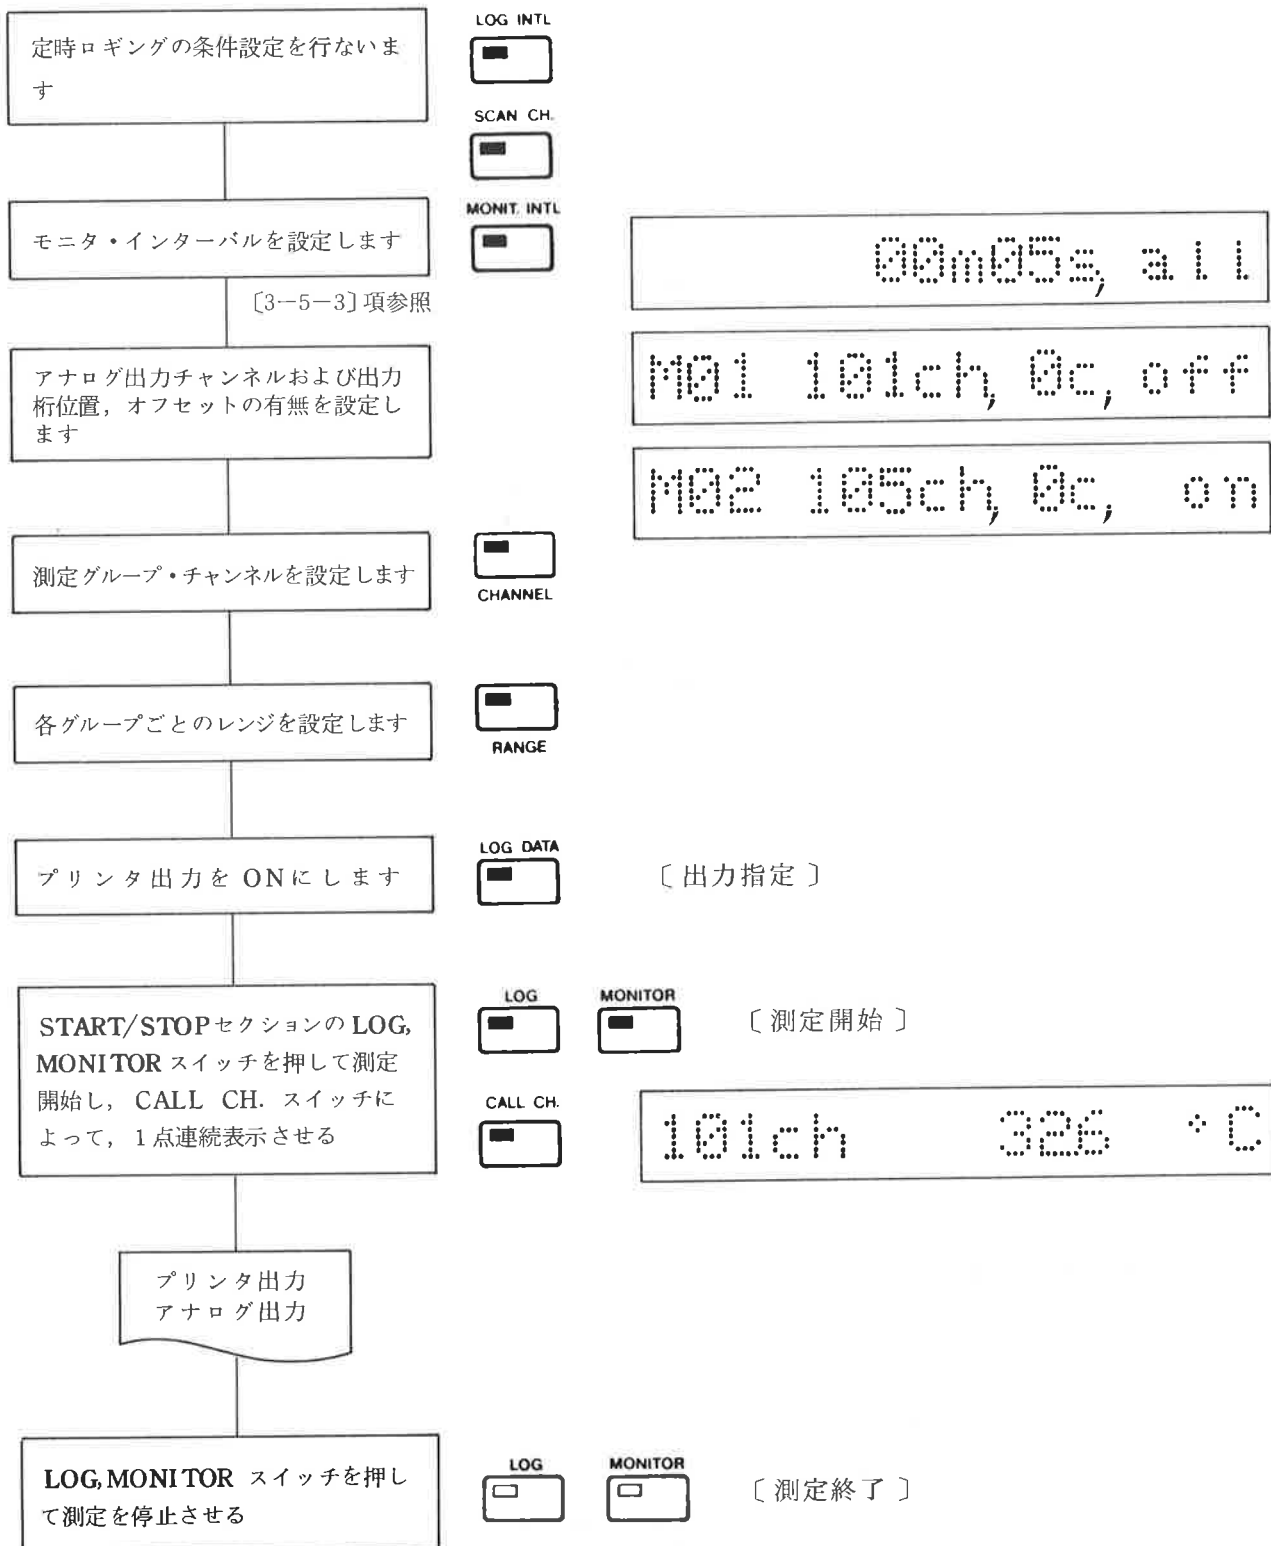 定時ロギングの条件設定を行ないま
す
LOG INTL
SCAN CH.
モニタ・インターバルを設定します
MONIT. INTL
00m05s, all
〔3-5-3〕項参照
アナログ出力チャンネルおよび出力
桁位置，オフセットの有無を設定し
ます
M01 101ch, 0c, off
M02 105ch, 0c, on
測定グループ・チャンネルを設定します
CHANNEL
各グループごとのレンジを設定します
RANGE
プリンタ出力を ONにします
LOG DATA
〔出力指定〕
START/STOPセクションの LOG,
MONITOR スイッチを押して測定
開始し， CALL CH. スイッチに
よって，1点連続表示させる
LOG
MONITOR
〔測定開始〕
CALL CH.
101ch 326 °C
プリンタ出力
アナログ出力
LOG, MONITOR スイッチを押し
て測定を停止させる
LOG
MONITOR
〔測定終了〕